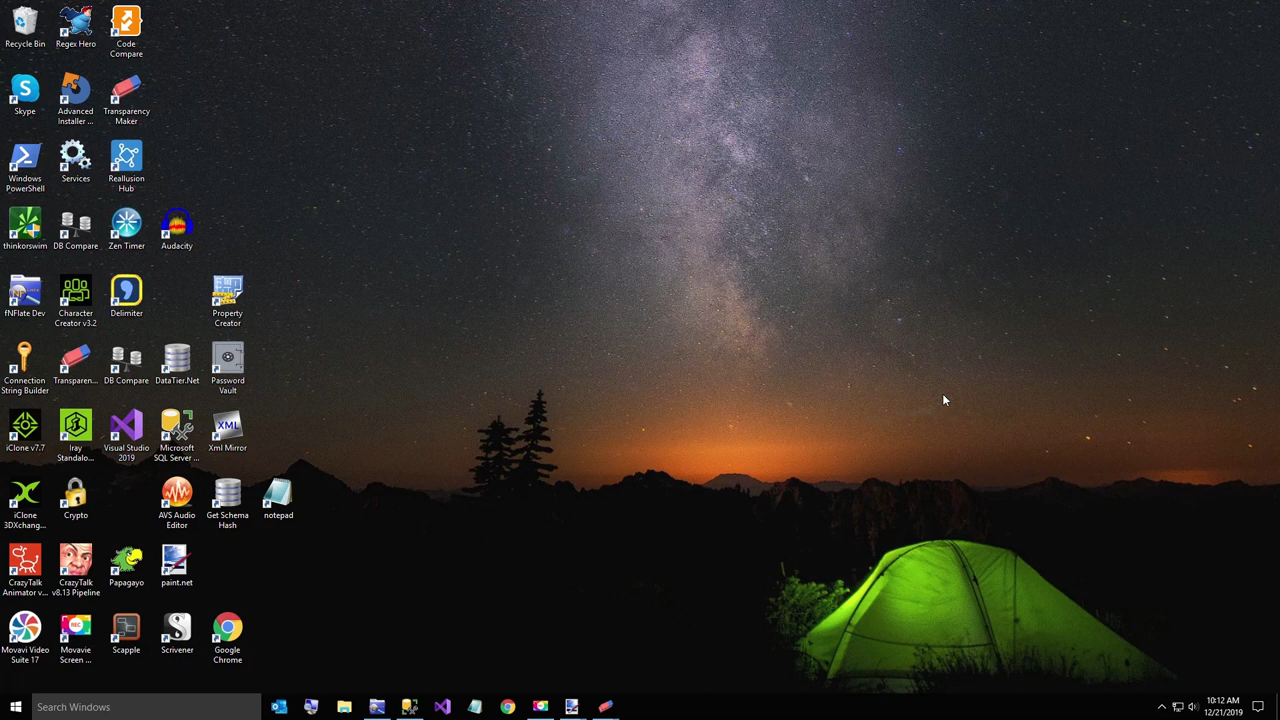 Recycle Bin
Regex Hero
Code
Compare
Skype
Advanced
Installer ...
Transparency
Maker
Windows
PowerShell
Services
Reallusion
Hub
thinkorswim
DB Compare
Zen Timer
Audacity
fNFlate Dev
Character
Creator v3.2
Delimiter
Property
Creator
Connection
String Builder
Transparen...
DB Compare
DataTier.Net
Password
Vault
iClone v7.7
Iray
Standalo...
Visual Studio
2019
Microsoft
SQL Server ...
XML
Xml Mirror
iClone
3DXchang...
Crypto
AVS Audio
Editor
Get Schema
Hash
notepad
CrazyTalk
Animator v...
CrazyTalk
v8.13 Pipeline
Papagayo
paint.net
Movavi Video
Suite 17
REC
Movavie
Screen ...
Scapple
Scrivener
Google
Chrome
Search Windows
10:12 AM
12/21/2019